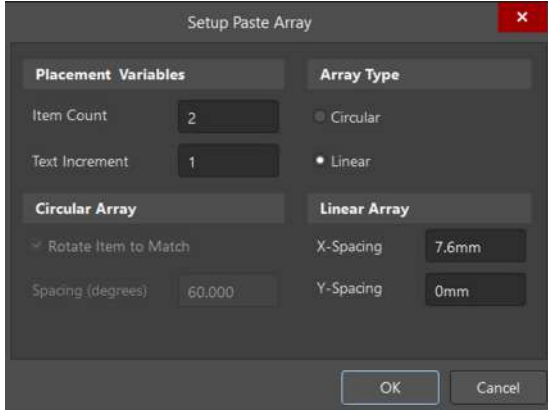 Setup Paste Array
Placement Variables
Array Type
Item Count 2
Circular
Text Increment 1
Linear
Circular Array
Linear Array
Rotate Item to Match
X-Spacing 7.6mm
Spacing (degrees) 60.000
Y-Spacing 0mm
OK
Cancel